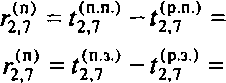 r_{2,7}^{(п)} = t_{2,7}^{(п.п.)} − t_{2,7}^{(р.п.)} =
r_{2,7}^{(п)} = t_{2,7}^{(п.з.)} − t_{2,7}^{(р.з.)} =